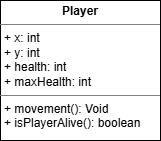 Player
+ x: int
+ y: int
+ health: int
+ maxHealth: int
+ movement(): Void
+ isPlayerAlive(): boolean